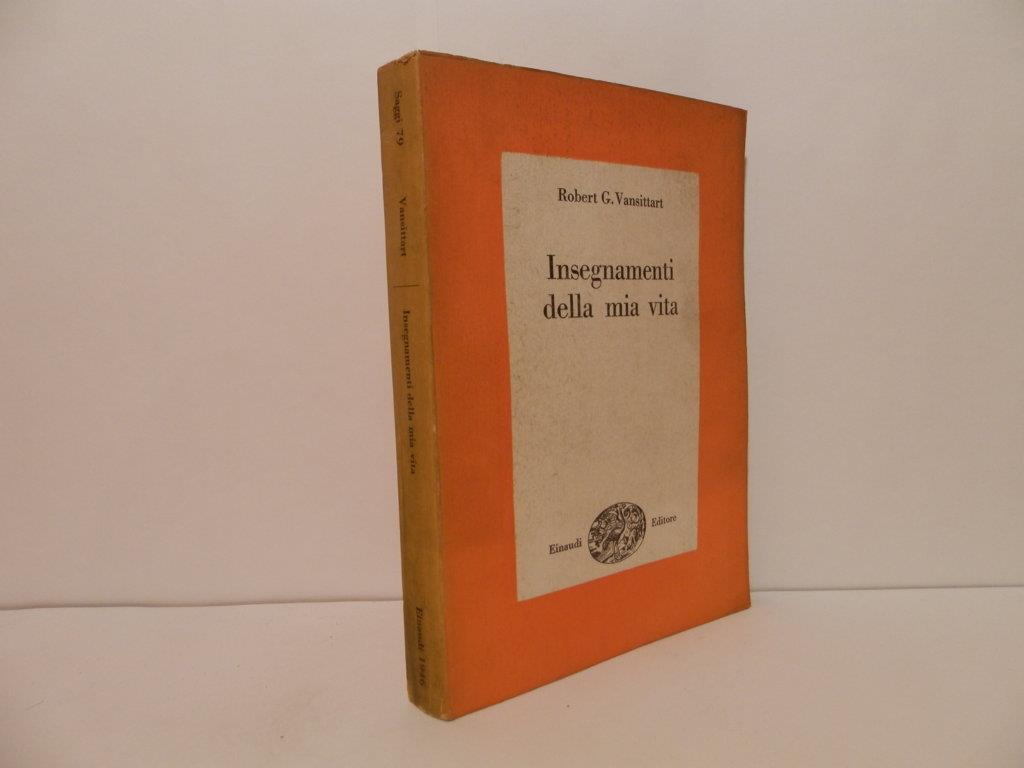 Saggi 79
Vansittart
Insegnamenti della mia vita
Einaudi 1946
Robert G. Vansittart
Insegnamenti
della mia vita
Einaudi Editore